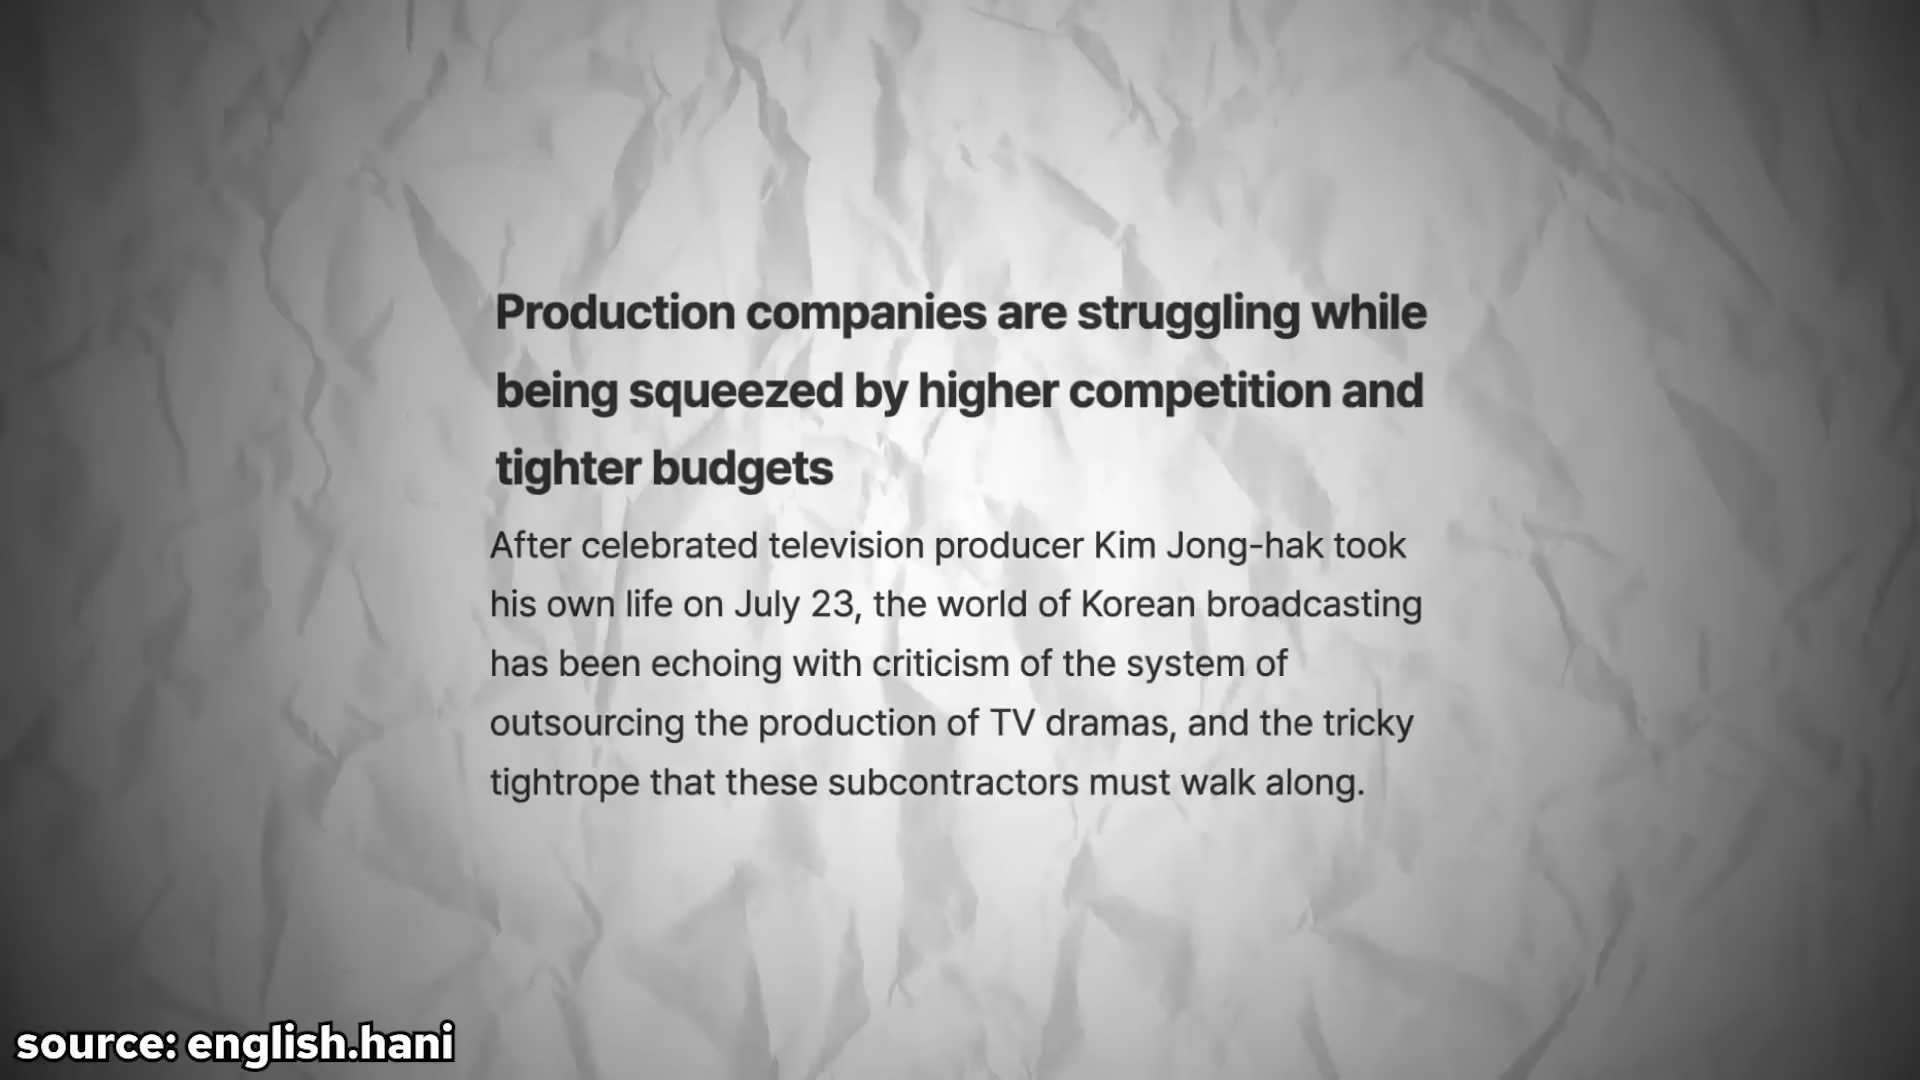 Production companies are struggling while
being squeezed by higher competition and
tighter budgets
After celebrated television producer Kim Jong-hak took
his own life on July 23, the world of Korean broadcasting
has been echoing with criticism of the system of
outsourcing the production of TV dramas, and the tricky
tightrope that these subcontractors must walk along.
source: english.hani